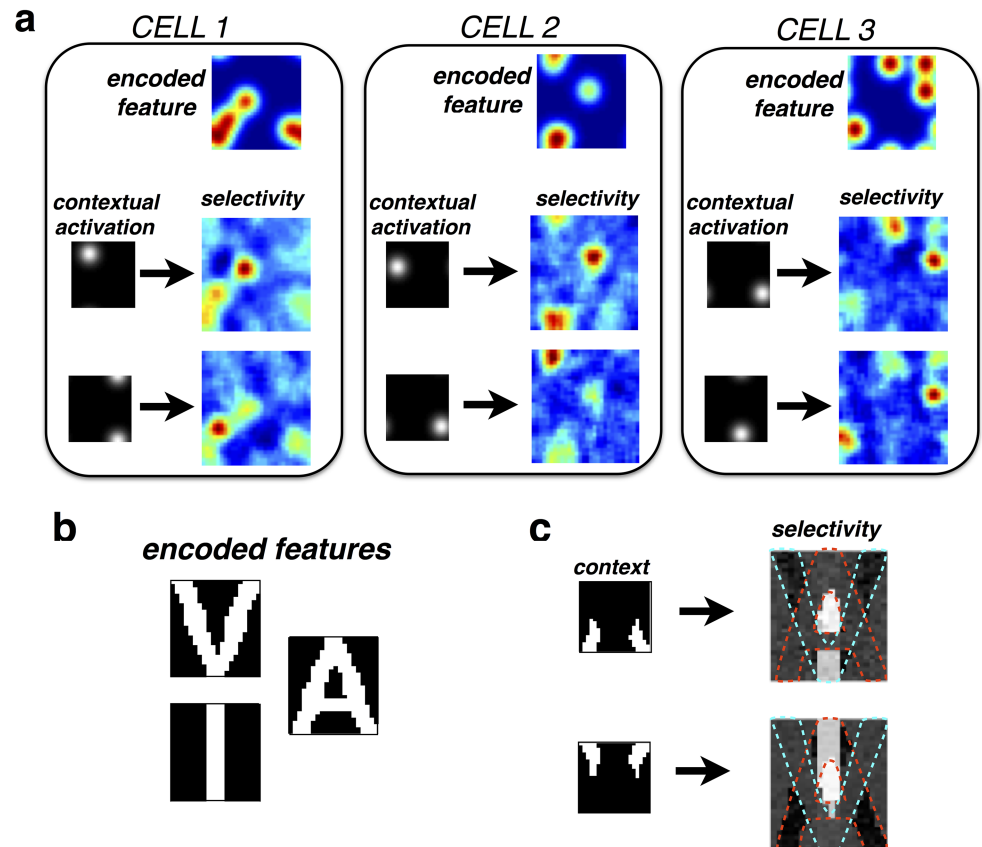 a
CELL 1
CELL 2
CELL 3
encoded
feature
encoded
feature
encoded
feature
contextual
activation
selectivity
contextual
activation
selectivity
contextual
activation
selectivity
b
encoded features
V
A
I
c
context
selectivity